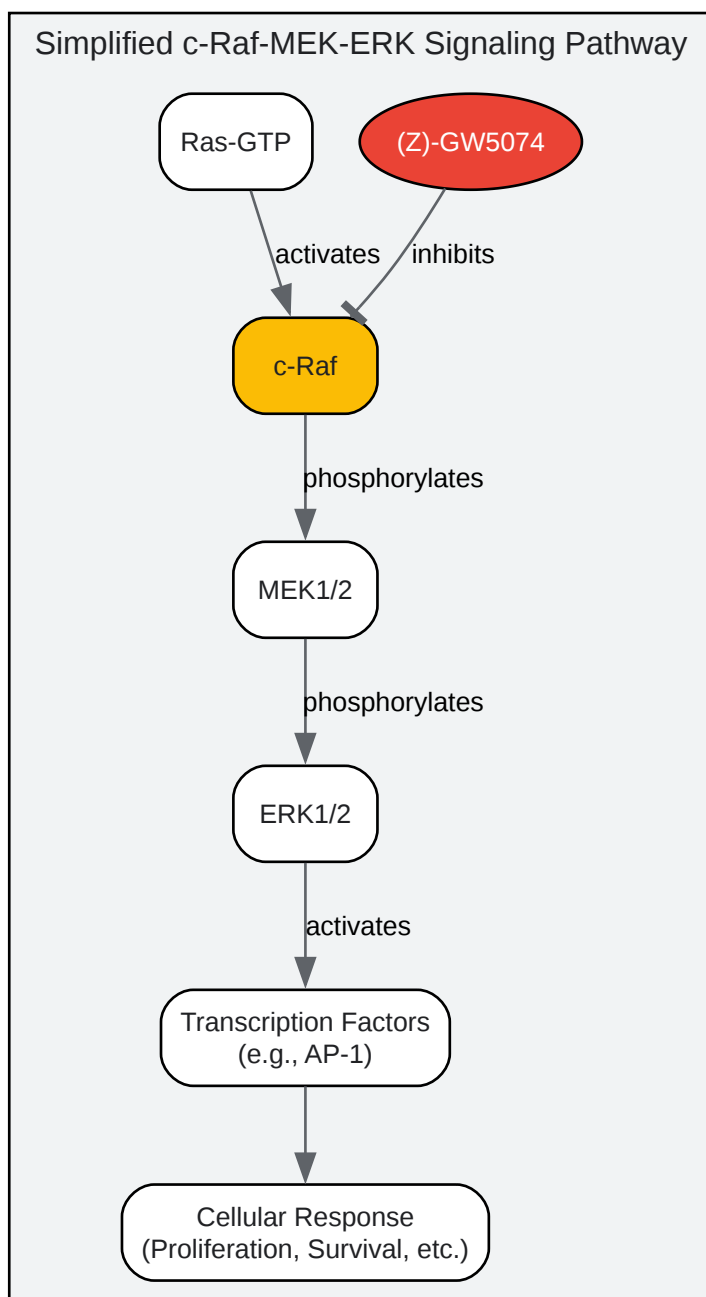 Simplified c-Raf-MEK-ERK Signaling Pathway
Ras-GTP
(Z)-GW5074
activates
inhibits
c-Raf
phosphorylates
MEK1/2
phosphorylates
ERK1/2
activates
Transcription Factors
(e.g., AP-1)
Cellular Response
(Proliferation, Survival, etc.)